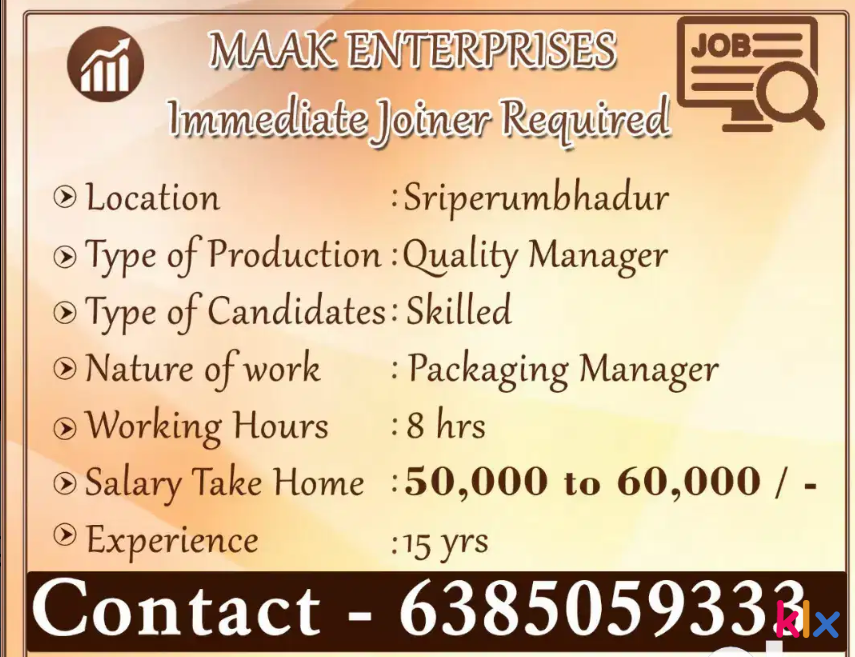 MAAK ENTERPRISES
JOB
Immediate Joiner Required
Location : Sriperumbhadur
Type of Production : Quality Manager
Type of Candidates : Skilled
Nature of work : Packaging Manager
Working Hours : 8 hrs
Salary Take Home : 50,000 to 60,000 / -
Experience : 15 yrs
Contact - 6385059333
klx